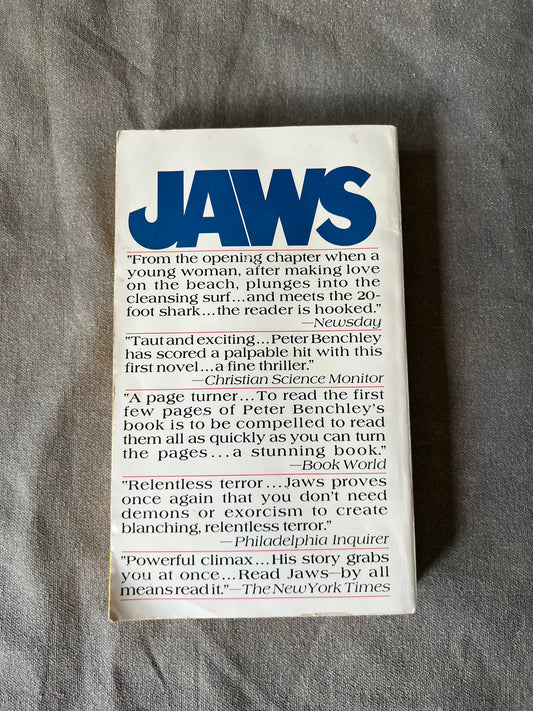 JAWS
"From the opening chapter when a
young woman, after making love
on the beach, plunges into the
cleansing surf...and meets the 20-
foot shark...the reader is hooked."
—Newsday
"Taut and exciting...Peter Benchley
has scored a palpable hit with this
first novel...a fine thriller."
—Christian Science Monitor
"A page turner...To read the first
few pages of Peter Benchley's
book is to be compelled to read
them all as quickly as you can turn
the pages...a stunning book."
—Book World
"Relentless terror...Jaws proves
once again that you don't need
demons or exorcism to create
blanching, relentless terror."
—Philadelphia Inquirer
"Powerful climax...His story grabs
you at once...Read Jaws—by all
means read it."—The New York Times